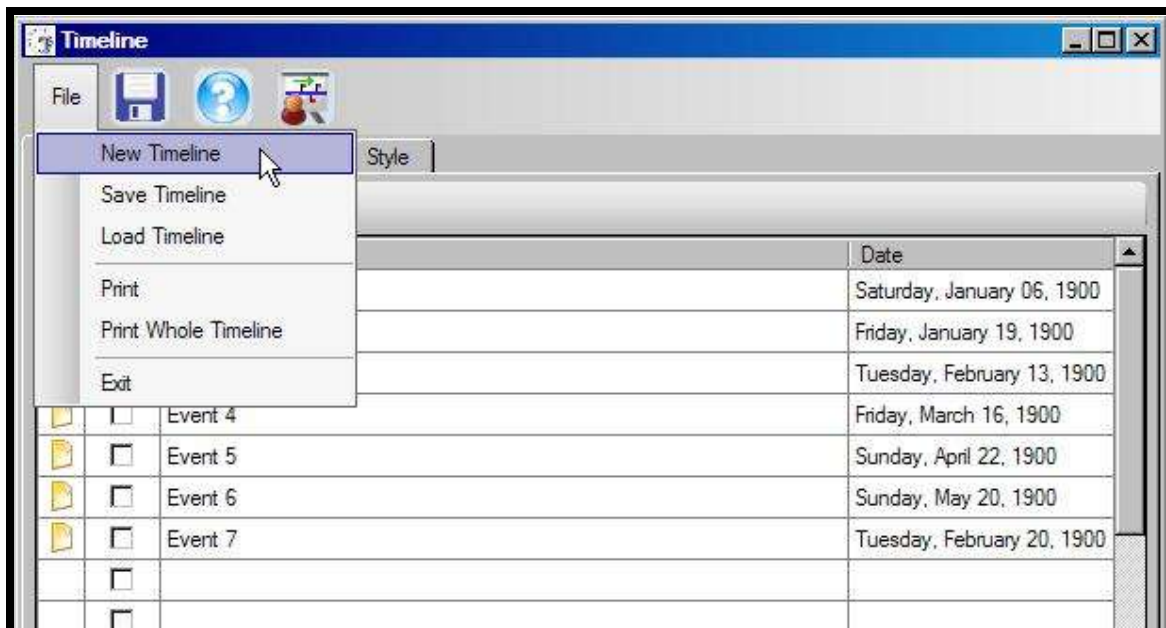 Timeline
File
New Timeline
Style
Save Timeline
Load Timeline
Date
Print
Saturday, January 06, 1900
Print Whole Timeline
Friday, January 19, 1900
Exit
Tuesday, February 13, 1900
Event 4
Friday, March 16, 1900
Event 5
Sunday, April 22, 1900
Event 6
Sunday, May 20, 1900
Event 7
Tuesday, February 20, 1900